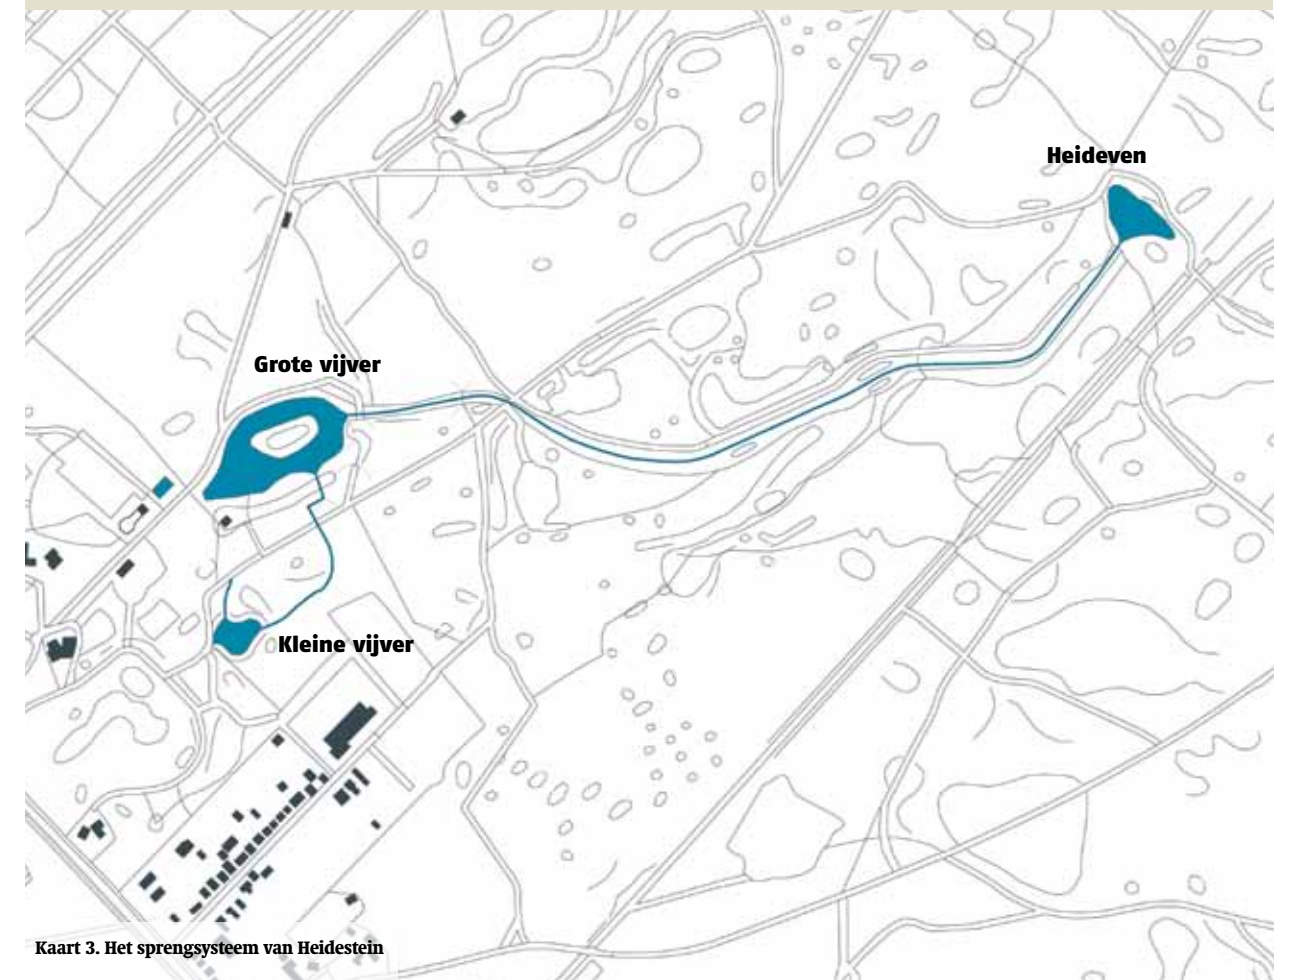 Heideven
Grote vijver
Kleine vijver
Kaart 3. Het sprengsysteem van Heidestein